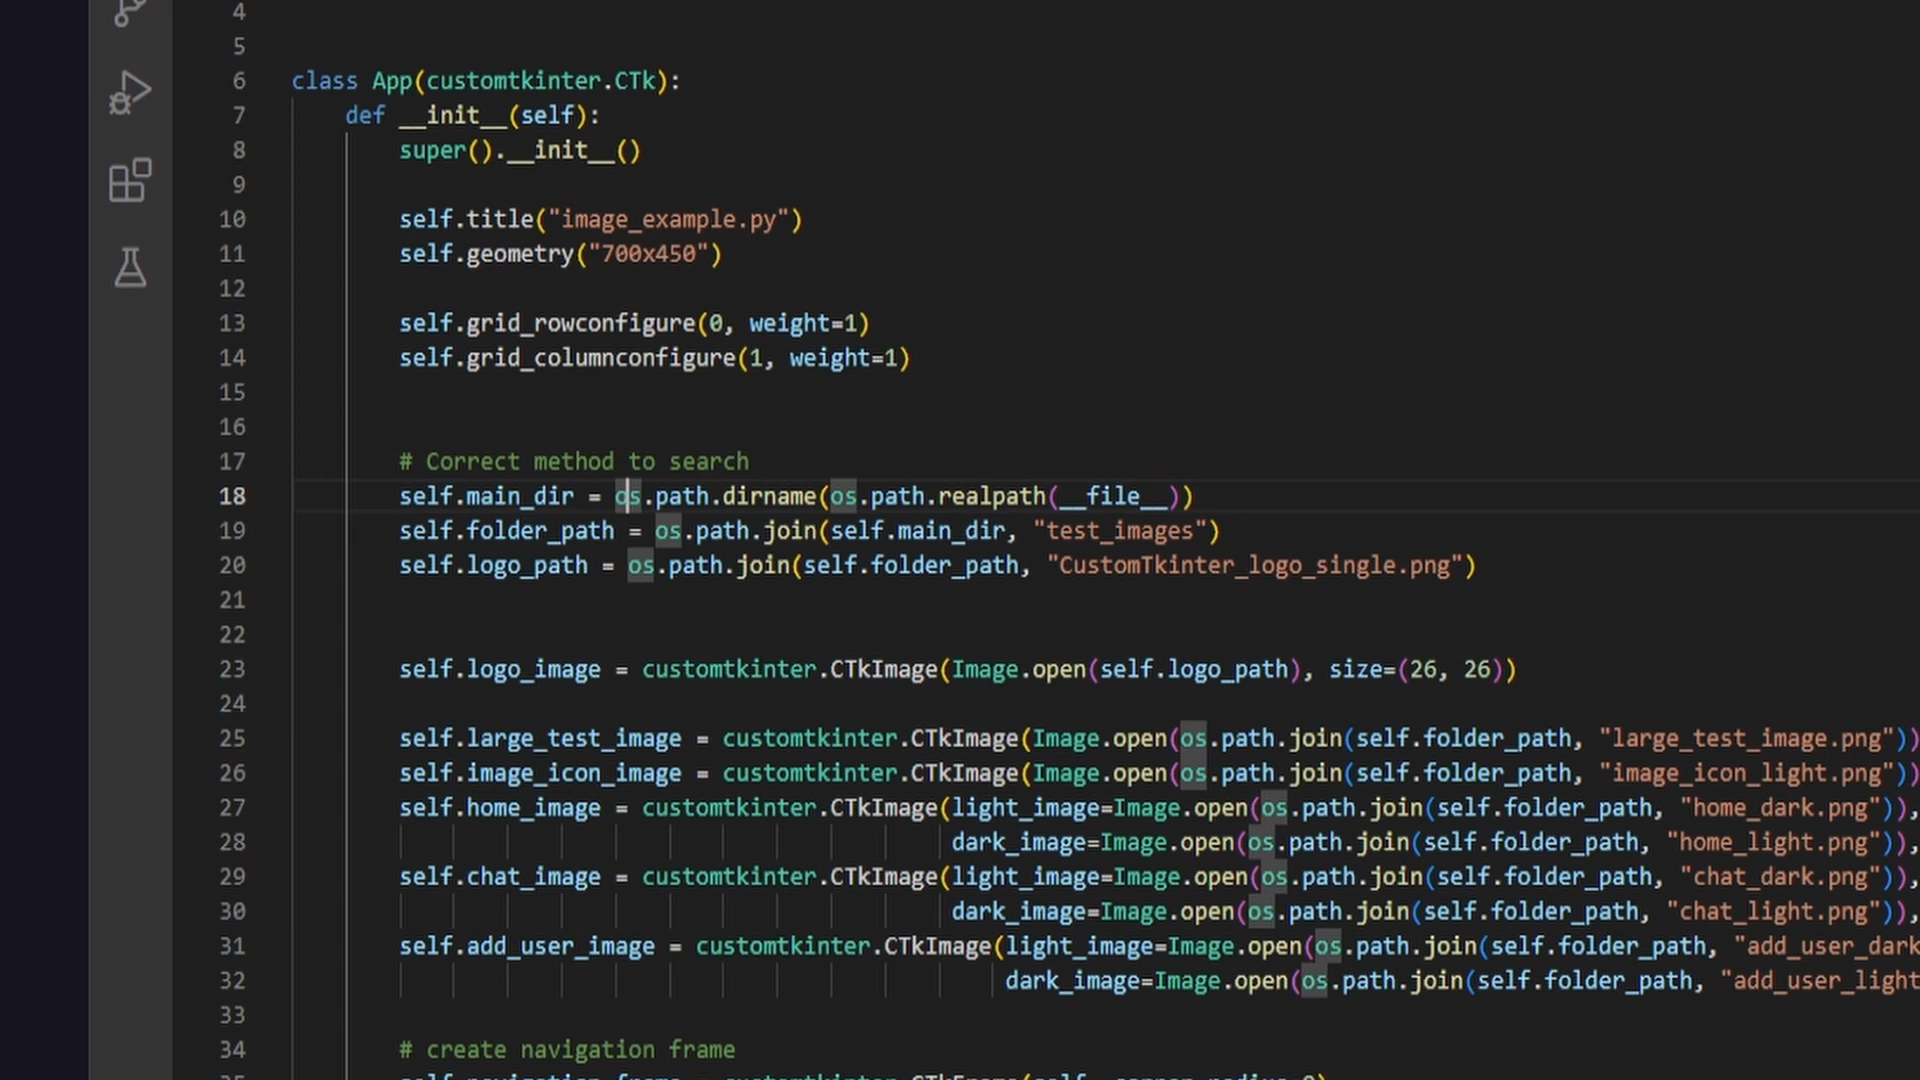 4
5
6 class App(customtkinter.CTk):
7 def __init__(self):
8 super().__init__()
9
10 self.title("image_example.py")
11 self.geometry("700x450")
12
13 self.grid_rowconfigure(0, weight=1)
14 self.grid_columnconfigure(1, weight=1)
15
16
17 # Correct method to search
18 self.main_dir = os.path.dirname(os.path.realpath(__file__))
19 self.folder_path = os.path.join(self.main_dir, "test_images")
20 self.logo_path = os.path.join(self.folder_path, "CustomTkinter_logo_single.png")
21
22
23 self.logo_image = customtkinter.CTkImage(Image.open(self.logo_path), size=(26, 26))
24
25 self.large_test_image = customtkinter.CTkImage(Image.open(os.path.join(self.folder_path, "large_test_image.png"))
26 self.image_icon_image = customtkinter.CTkImage(Image.open(os.path.join(self.folder_path, "image_icon_light.png"))
27 self.home_image = customtkinter.CTkImage(light_image=Image.open(os.path.join(self.folder_path, "home_dark.png")),
28 dark_image=Image.open(os.path.join(self.folder_path, "home_light.png")),
29 self.chat_image = customtkinter.CTkImage(light_image=Image.open(os.path.join(self.folder_path, "chat_dark.png")),
30 dark_image=Image.open(os.path.join(self.folder_path, "chat_light.png")),
31 self.add_user_image = customtkinter.CTkImage(light_image=Image.open(os.path.join(self.folder_path, "add_user_dark
32 dark_image=Image.open(os.path.join(self.folder_path, "add_user_light
33
34 # create navigation frame